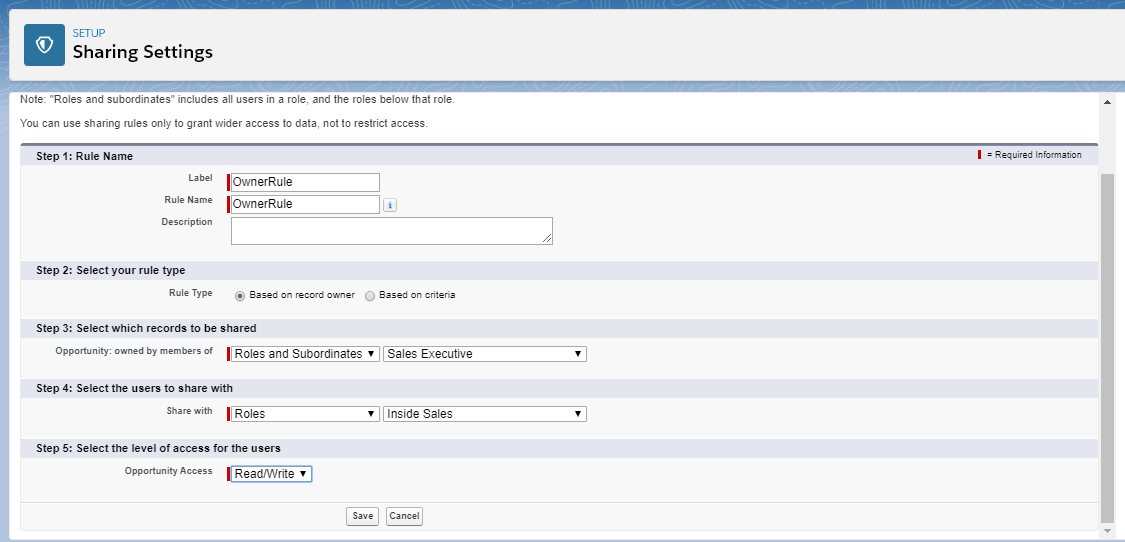 SETUP
Sharing Settings
Note: "Roles and subordinates" includes all users in a role, and the roles below that role.
You can use sharing rules only to grant wider access to data, not to restrict access.
Step 1: Rule Name
= Required Information
Label OwnerRule
Rule Name OwnerRule i
Description
Step 2: Select your rule type
Rule Type Based on record owner Based on criteria
Step 3: Select which records to be shared
Opportunity: owned by members of Roles and Subordinates Sales Executive
Step 4: Select the users to share with
Share with Roles Inside Sales
Step 5: Select the level of access for the users
Opportunity Access Read/Write
Save Cancel